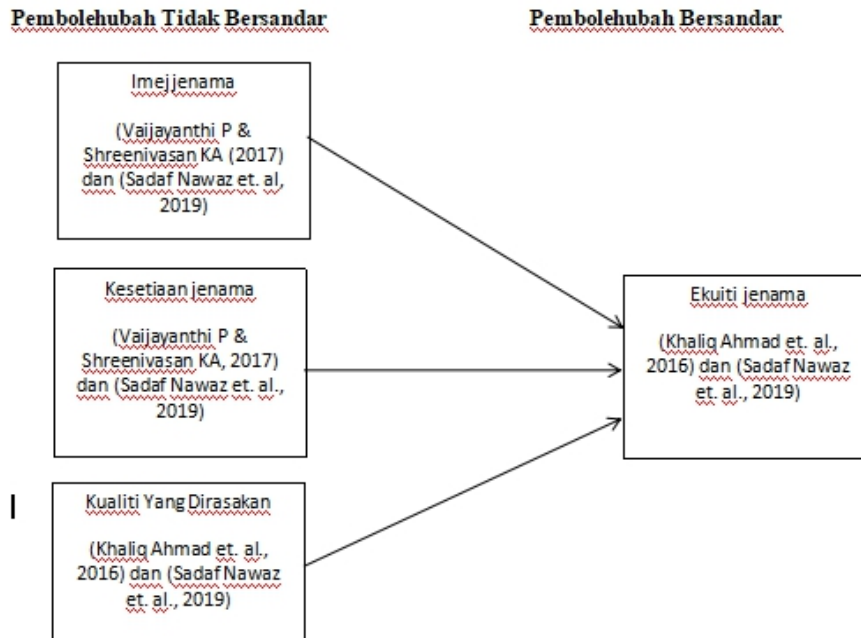 Pembolehubah Tidak Bersandar
Pembolehubah Bersandar
Imej jenama
(Vaijayanthi P &
Shreenivasan KA (2017)
dan (Sadaf Nawaz et. al,
2019)
Kesetiaan jenama
(Vaijayanthi P &
Shreenivasan KA, 2017)
dan (Sadaf Nawaz et. al.,
2019)
Kualiti Yang Dirasakan
(Khaliq Ahmad et. al.,
2016) dan (Sadaf Nawaz
et. al., 2019)
Ekuiti jenama
(Khaliq Ahmad et. al.,
2016) dan (Sadaf Nawaz
et. al., 2019)